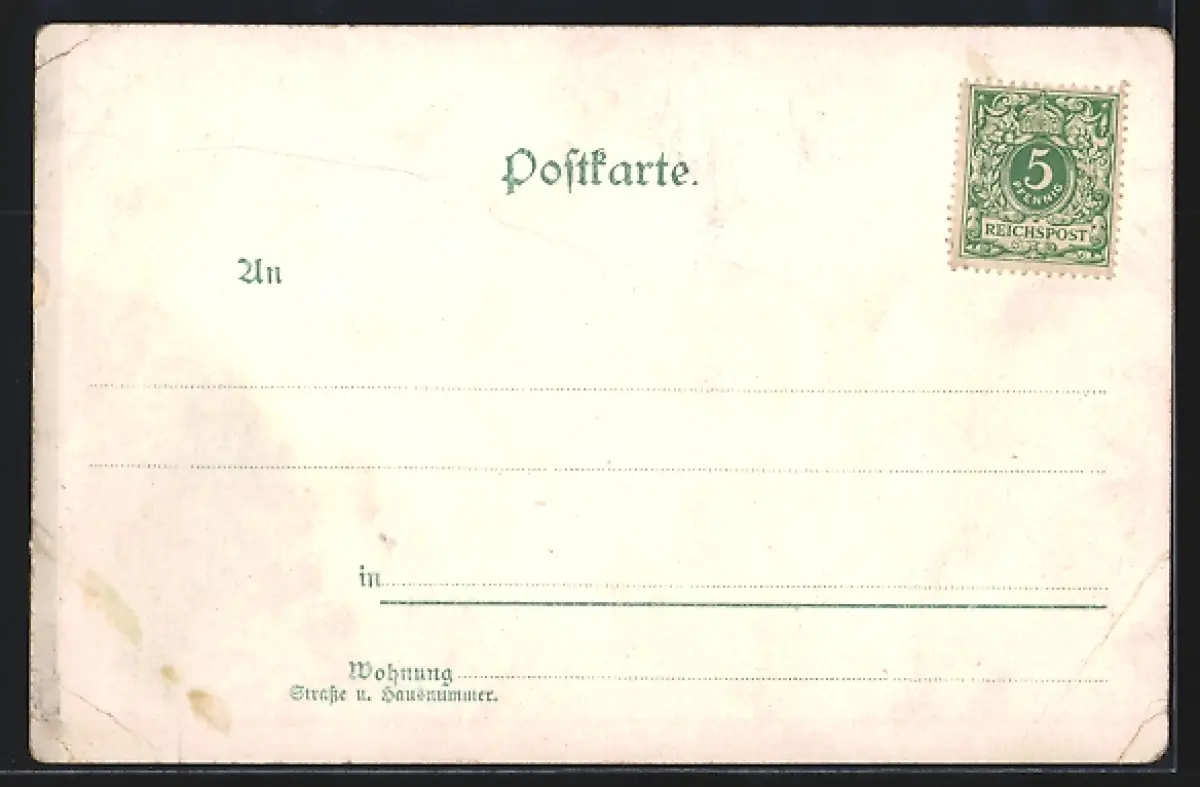 Poſtkarte.
5
PFENNIG
REICHSPOST
An
in
Wohnung
Straße u. Hausnummer.